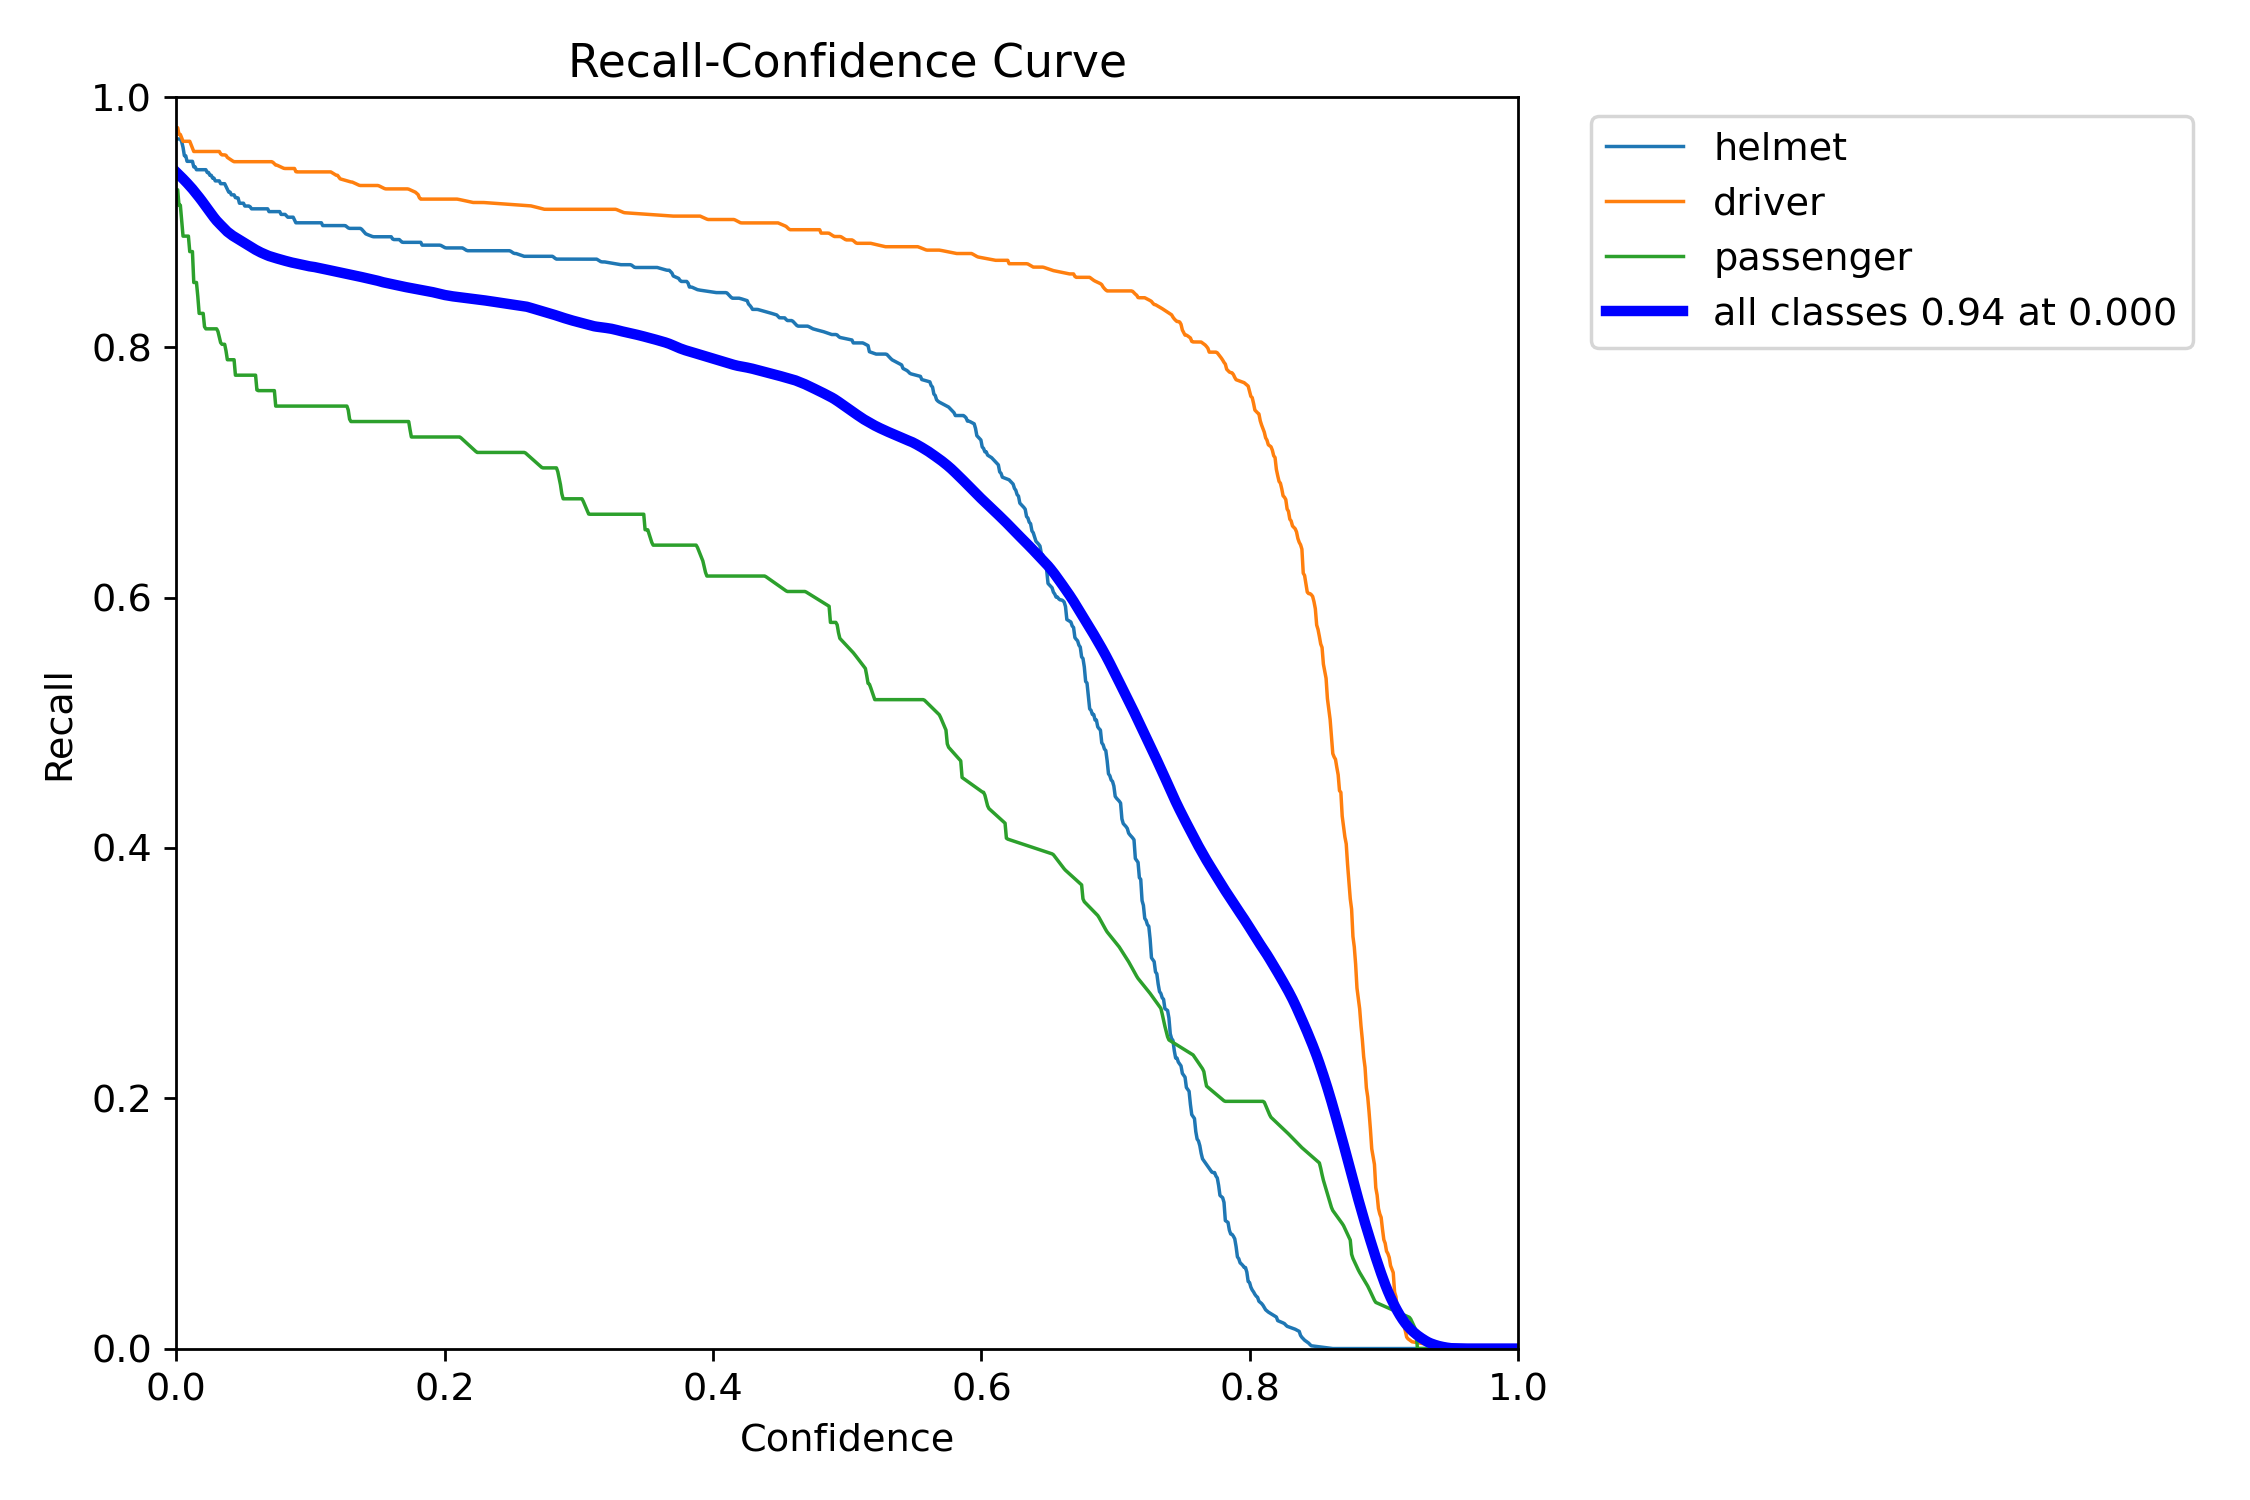 Recall-Confidence Curve
1.0
0.8
0.6
0.4
0.2
0.0
Recall
0.0 0.2 0.4 0.6 0.8 1.0
Confidence
helmet
driver
passenger
all classes 0.94 at 0.000